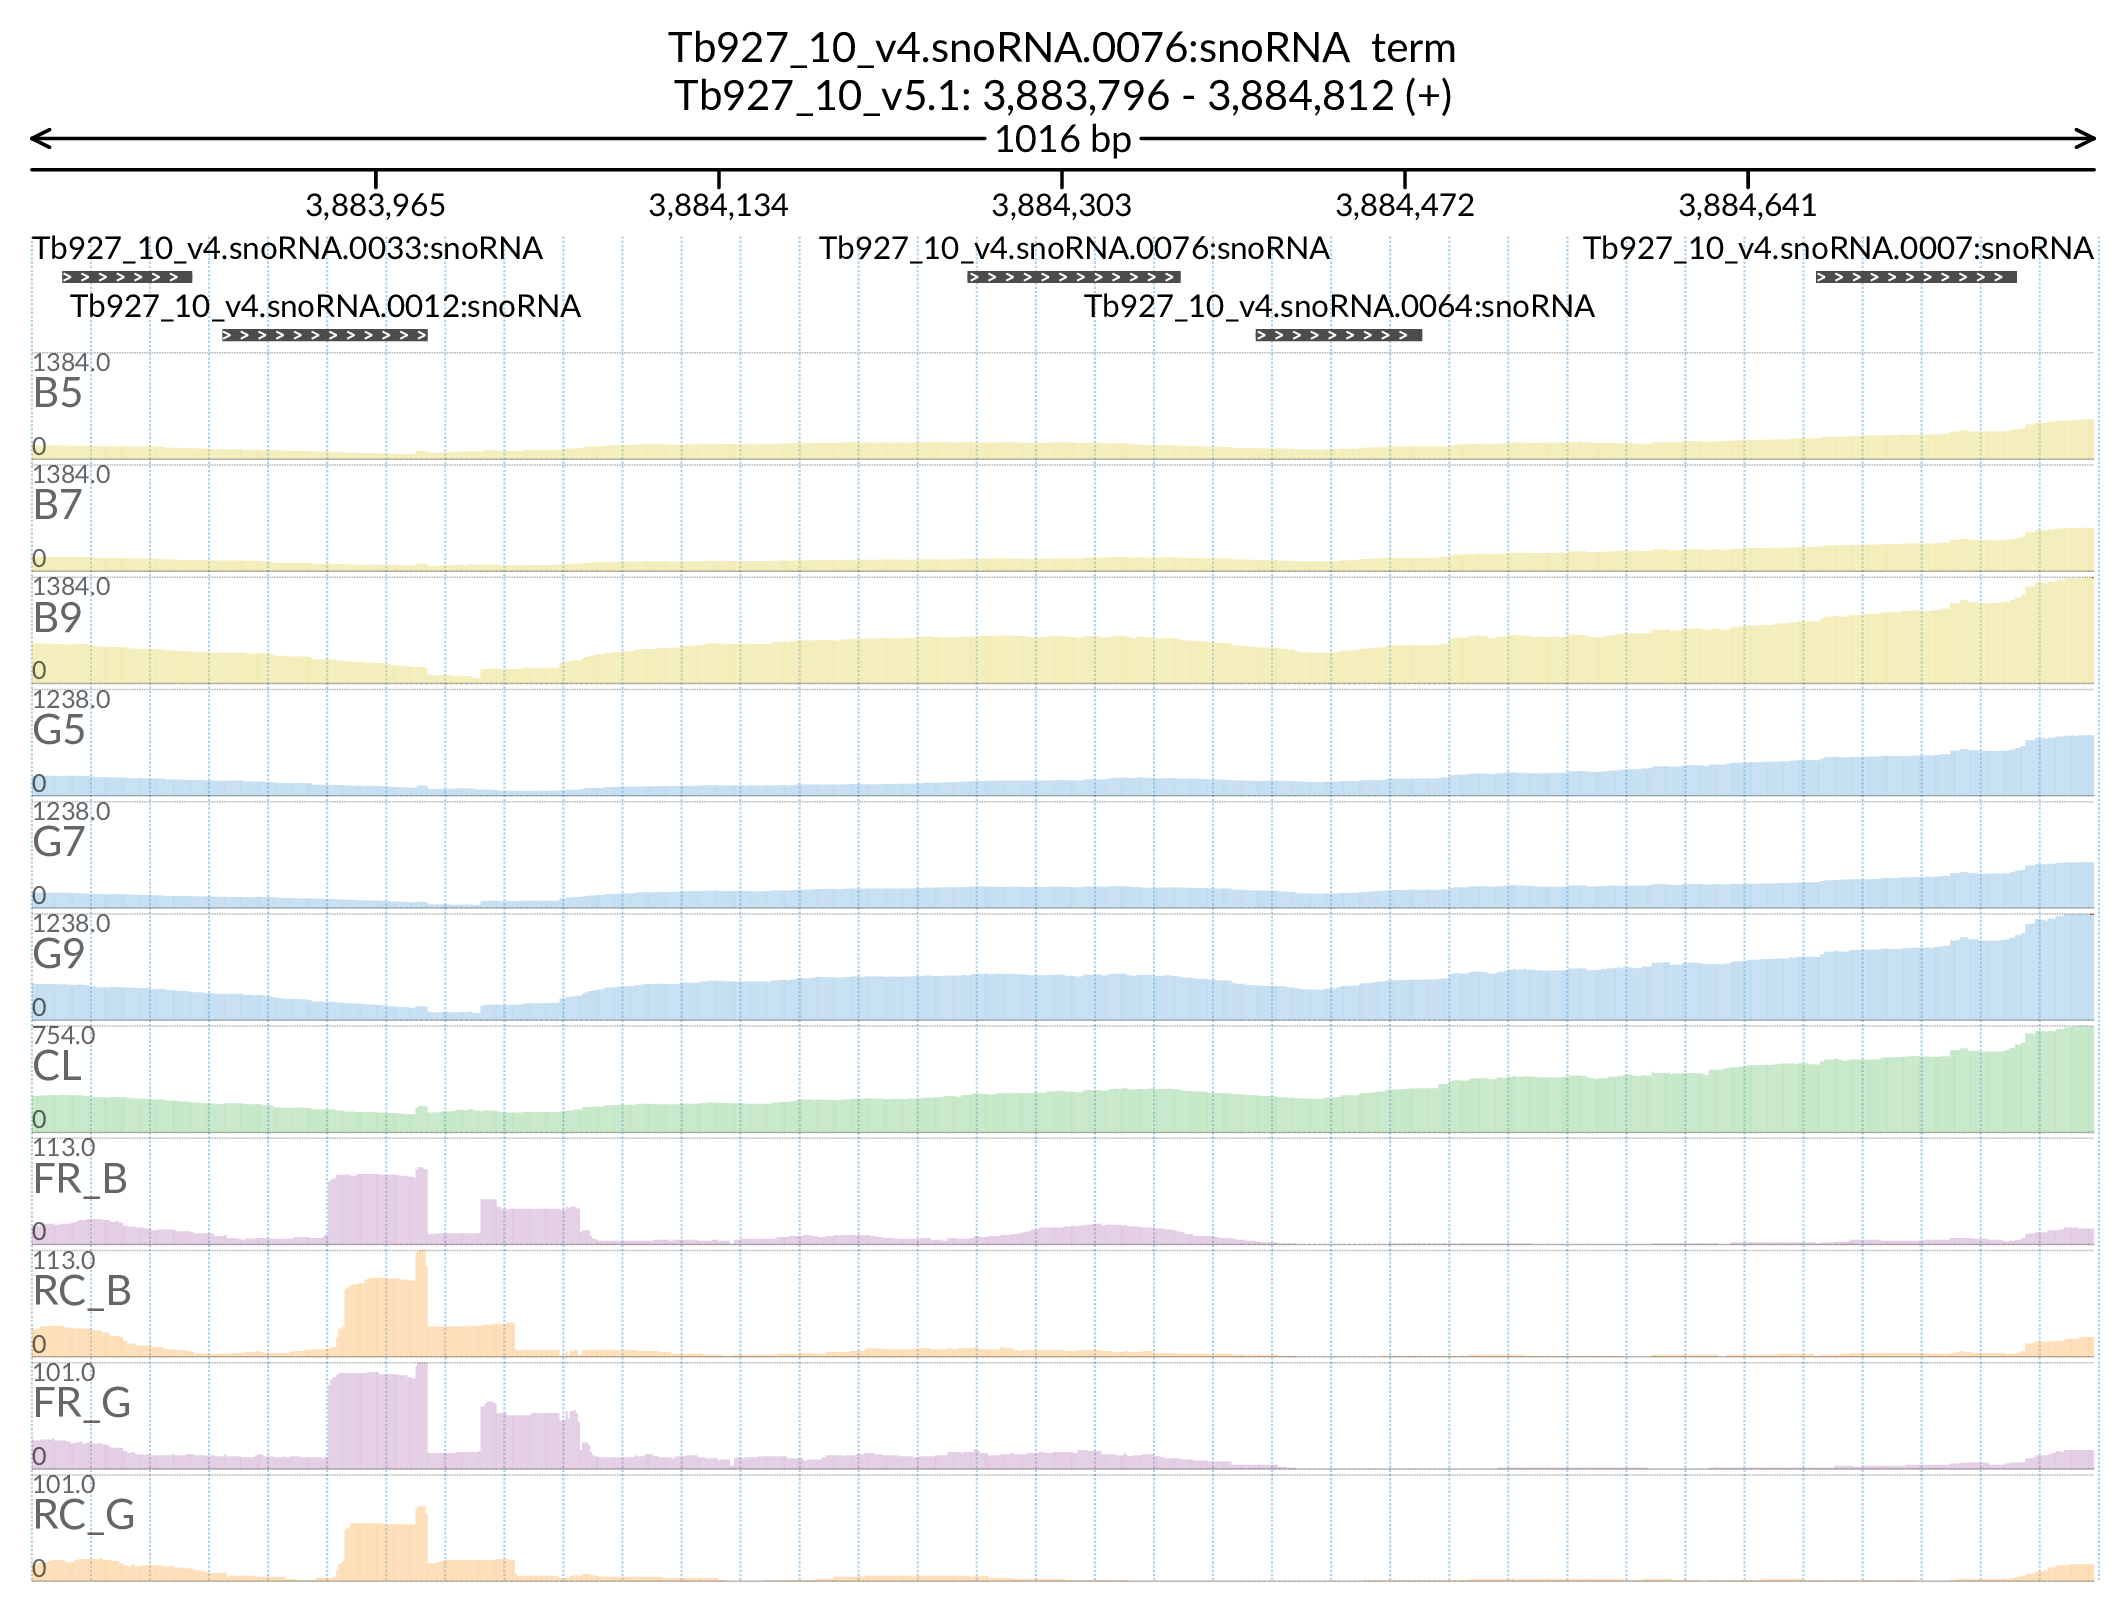 Tb927_10_v4.snoRNA.0076:snoRNA term
Tb927_10_v5.1: 3,883,796 - 3,884,812 (+)
1016 bp
3,883,965 3,884,134 3,884,303 3,884,472 3,884,641
Tb927_10_v4.snoRNA.0033:snoRNA Tb927_10_v4.snoRNA.0076:snoRNA Tb927_10_v4.snoRNA.0007:snoRNA
Tb927_10_v4.snoRNA.0012:snoRNA Tb927_10_v4.snoRNA.0064:snoRNA
1384.0
B5
0
1384.0
B7
0
1384.0
B9
0
1238.0
G5
0
1238.0
G7
0
1238.0
G9
0
754.0
CL
0
113.0
FR_B
0
113.0
RC_B
0
101.0
FR_G
0
101.0
RC_G
0